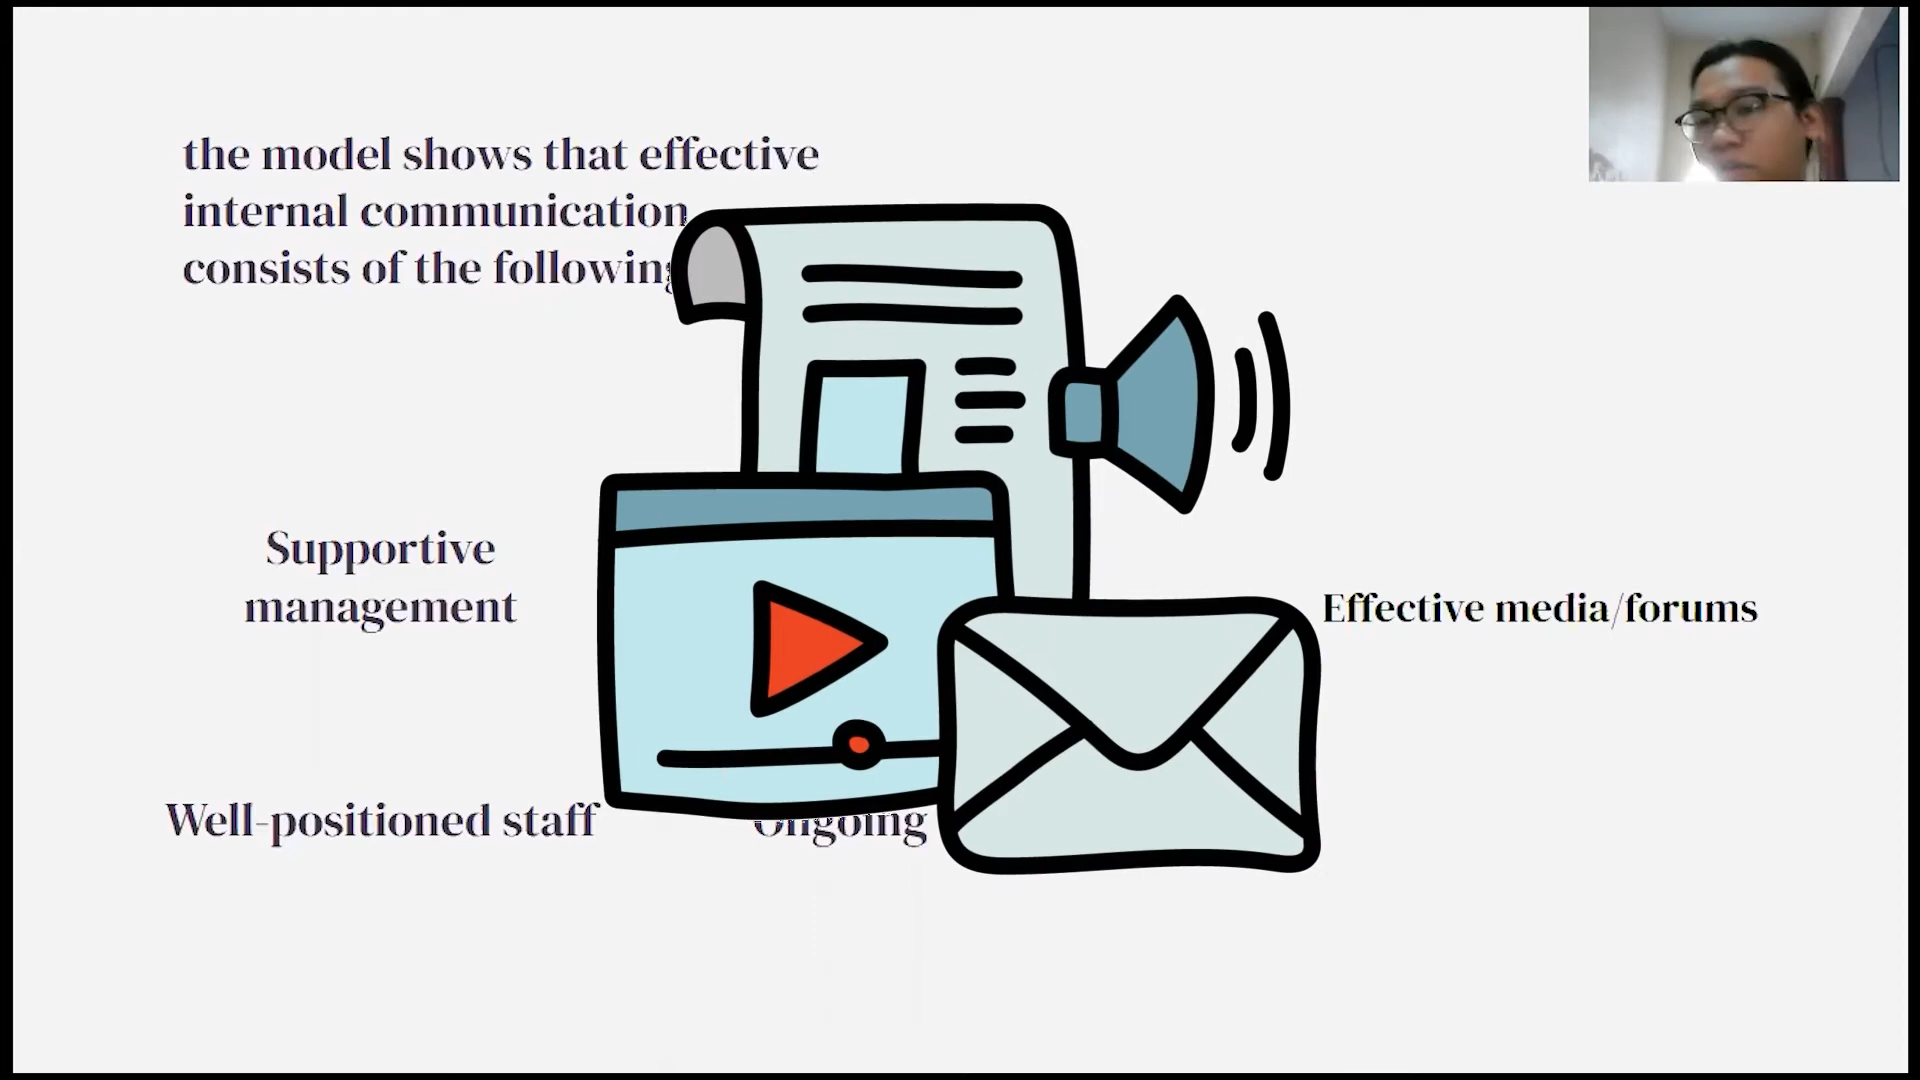 the model shows that effective
internal communication
consists of the following
Supportive
management
Effective media/forums
Well-positioned staff
Ongoing